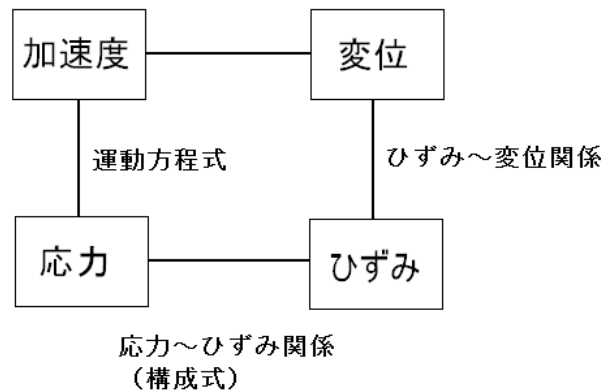 加速度
変位
運動方程式
ひずみ～変位関係
応力
ひずみ
応力～ひずみ関係
（構成式）